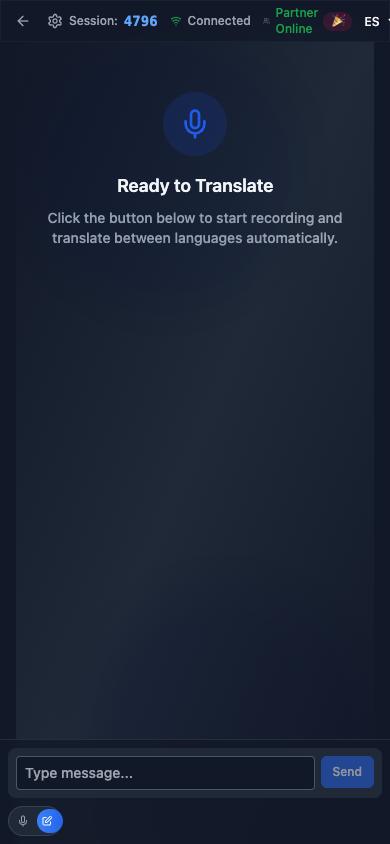 Session: 4796 Connected Partner Online ES
Ready to Translate
Click the button below to start recording and
translate between languages automatically.
Type message... Send